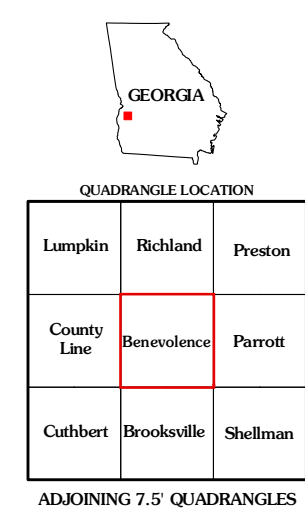 GEORGIA
QUADRANGLE LOCATION
Lumpkin Richland Preston
County
Line Benevolence Parrott
Cuthbert Brooksville Shellman
ADJOINING 7.5' QUADRANGLES